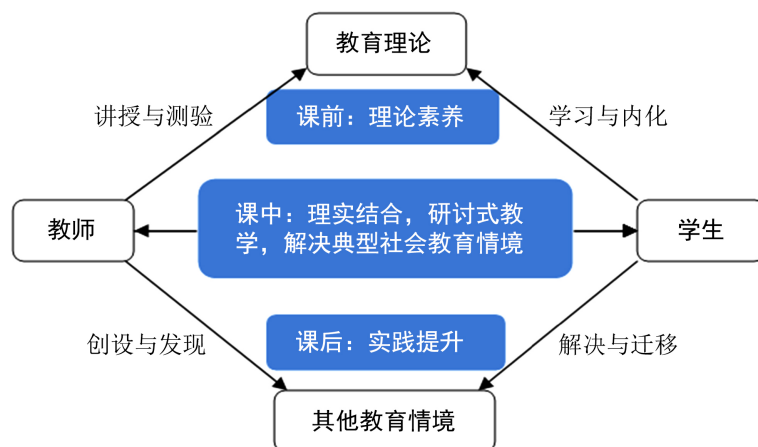 教育理论
讲授与测验
课前：理论素养
学习与内化
教师
课中：理实结合，研讨式教
学，解决典型社会教育情境
学生
创设与发现
课后：实践提升
解决与迁移
其他教育情境